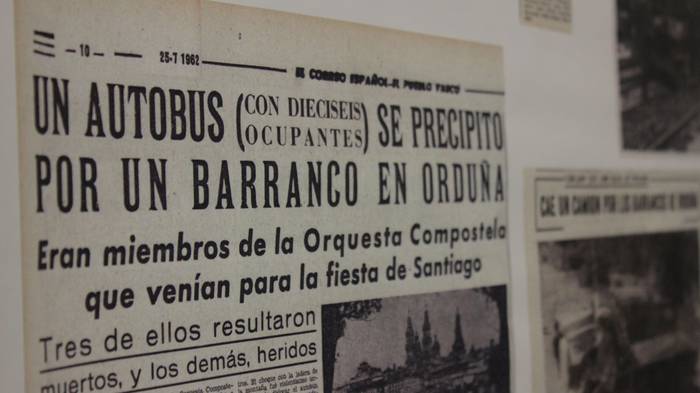 — 10 — 25-7 1962 EL CORREO ESPAÑOL-EL PUEBLO VASCO
UN AUTOBUS (CON DIECISEIS OCUPANTES) SE PRECIPITO
POR UN BARRANCO EN ORDUÑA
Eran miembros de la Orquesta Compostela
que venían para la fiesta de Santiago
Tres de ellos resultaron
muertos, y los demás, heridos
CAE UN CAMION POR LOS BARRANCOS DE ORDUÑA